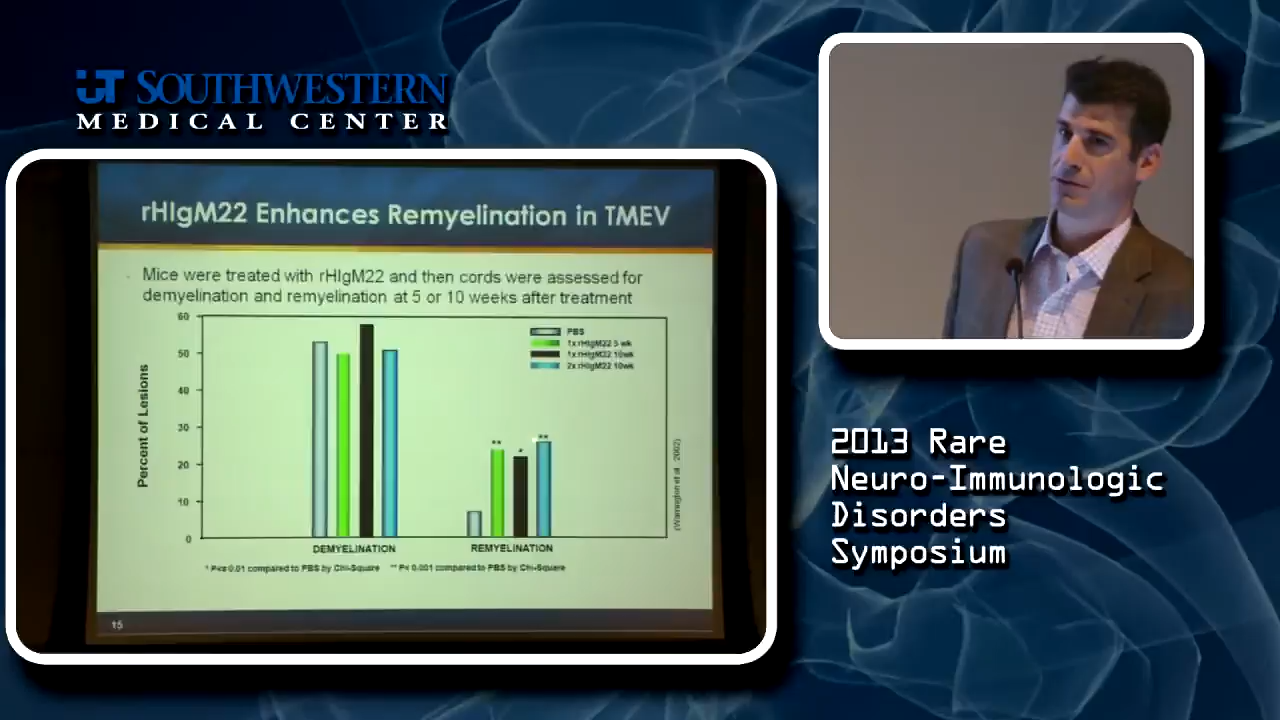 UT SOUTHWESTERN
MEDICAL CENTER
rHIgM22 Enhances Remyelination in TMEV
Mice were treated with rHIgM22 and then cords were assessed for
demyelination and remyelination at 5 or 10 weeks after treatment
60
50
40
30
20
10
0
Percent of Lesions
PBS
1x rHIgM22 5 wk
1x rHIgM22 10wk
2x rHIgM22 10wk
** * **
DEMYELINATION REMYELINATION
(Warrington et al. 2002)
* P<= 0.01 compared to PBS by Chi-Square ** P< 0.001 compared to PBS by Chi-Square
15
2013 Rare
Neuro-Immunologic
Disorders
Symposium